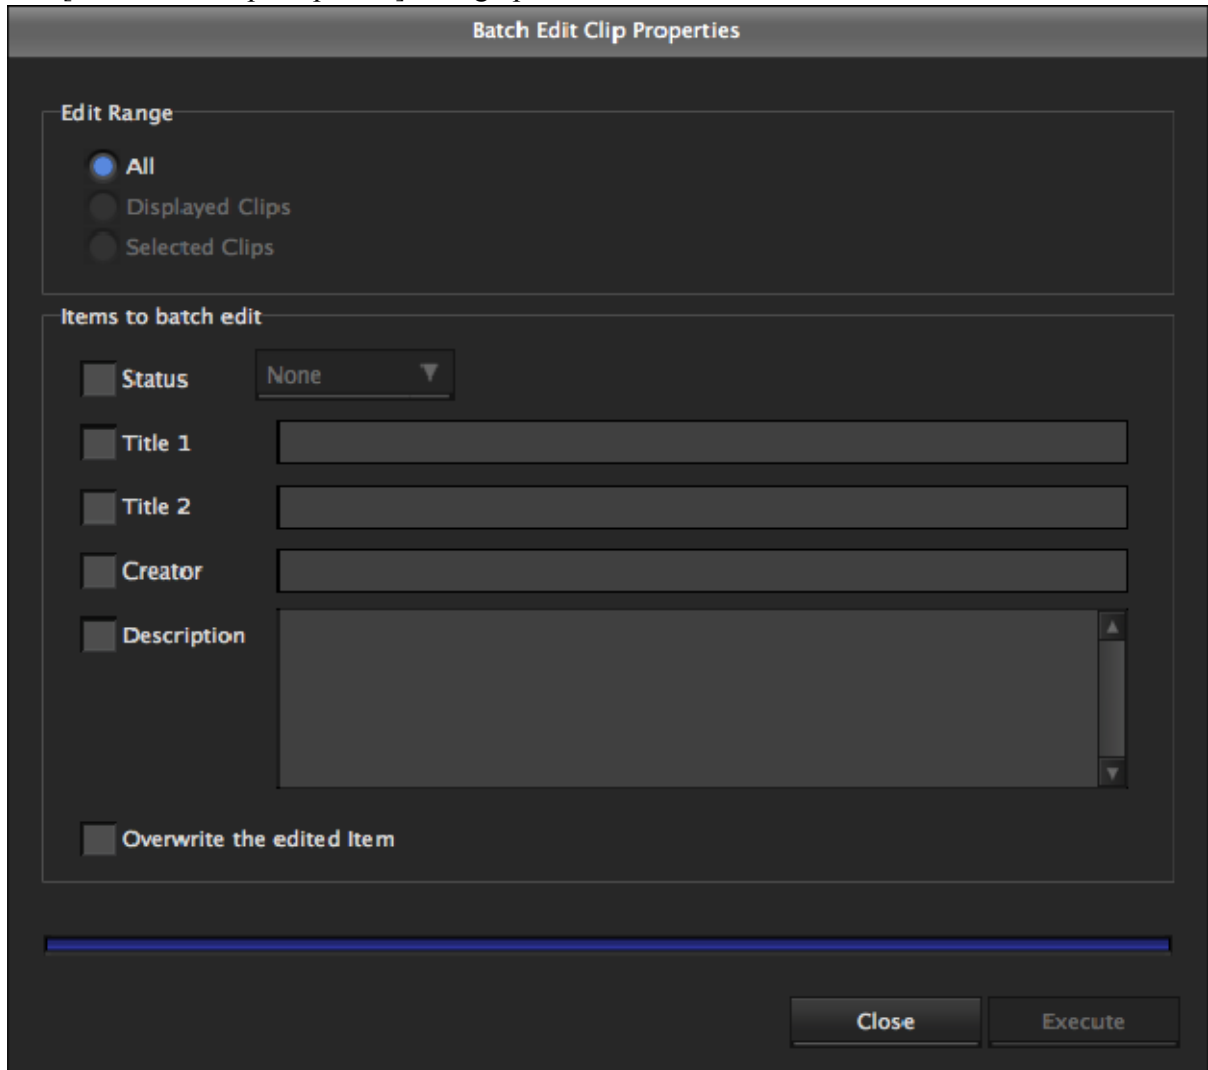 Batch Edit Clip Properties
Edit Range
All
Displayed Clips
Selected Clips
Items to batch edit
Status None
Title 1
Title 2
Creator
Description
Overwrite the edited Item
Close Execute